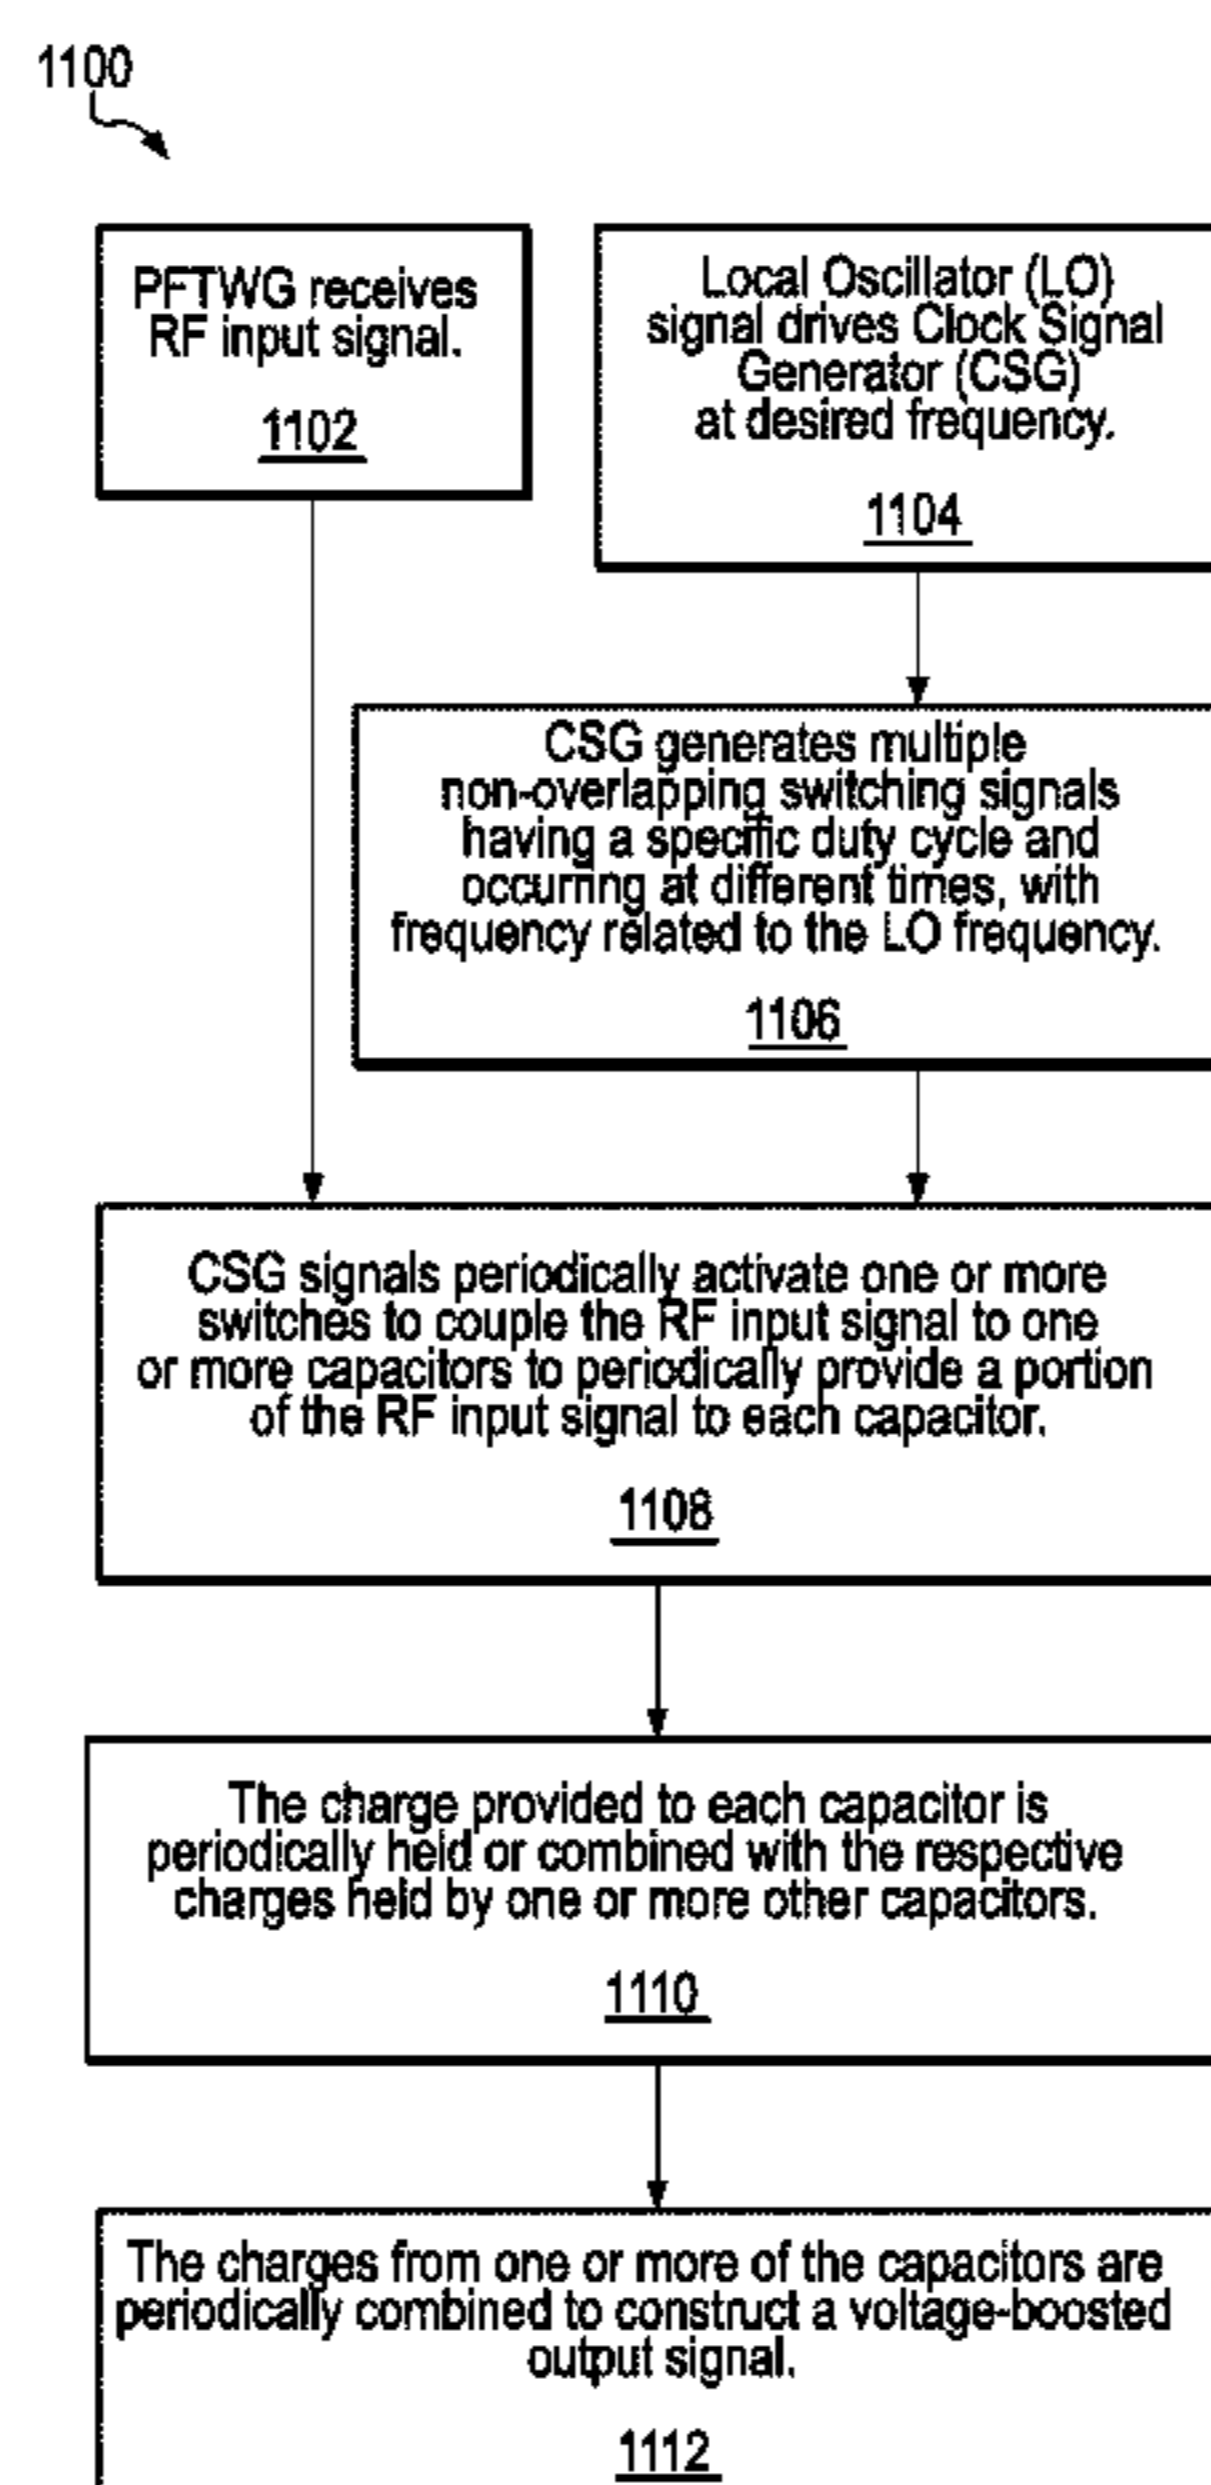 1100
PFTWG receives
RF input signal.
1102
Local Oscillator (LO)
signal drives Clock Signal
Generator (CSG)
at desired frequency.
1104
CSG generates multiple
non-overlapping switching signals
having a specific duty cycle and
occurring at different times, with
frequency related to the LO frequency.
1106
CSG signals periodically activate one or more
switches to couple the RF input signal to one
or more capacitors to periodically provide a portion
of the RF input signal to each capacitor.
1108
The charge provided to each capacitor is
periodically held or combined with the respective
charges held by one or more other capacitors.
1110
The charges from one or more of the capacitors are
periodically combined to construct a voltage-boosted
output signal.
1112